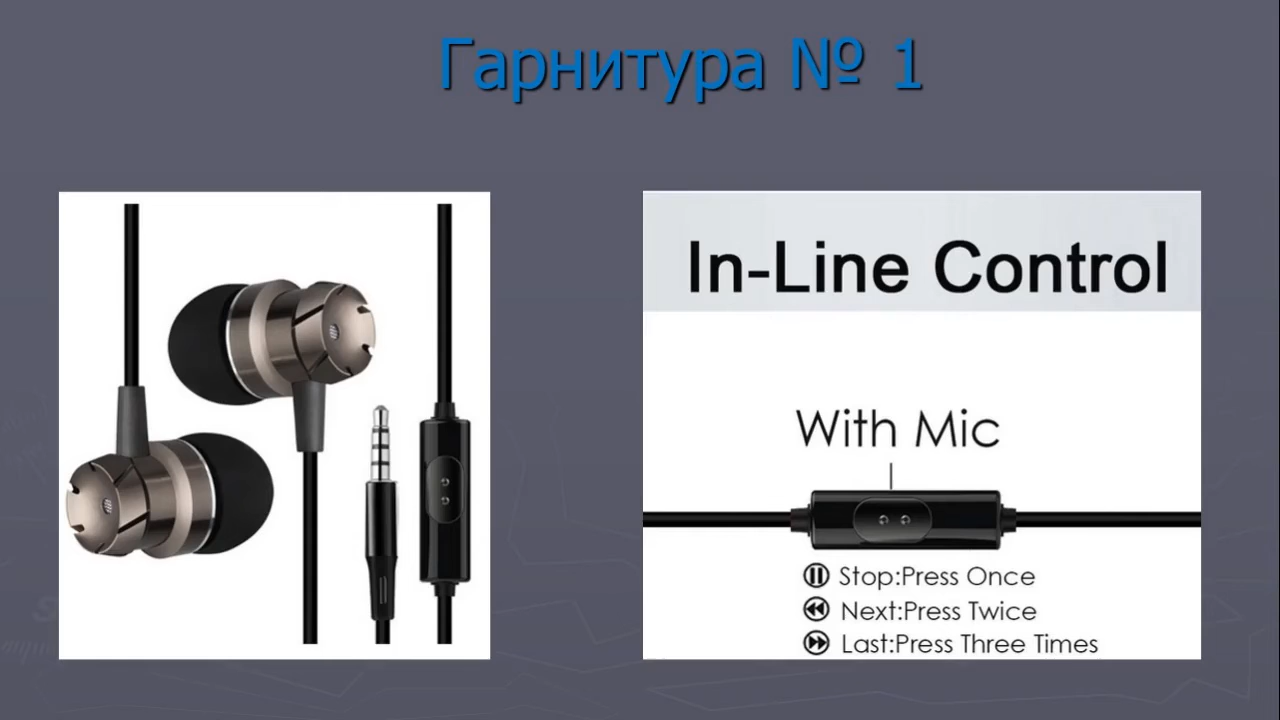 Гарнитура № 1
In-Line Control
With Mic
Stop:Press Once
Next:Press Twice
Last:Press Three Times